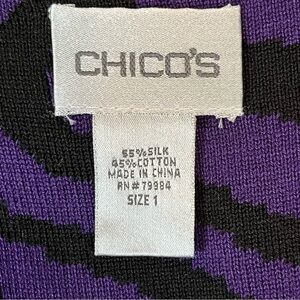 CHICO'S
55%SILK
45%COTTON
MADE IN CHINA
RN#79984
SIZE 1